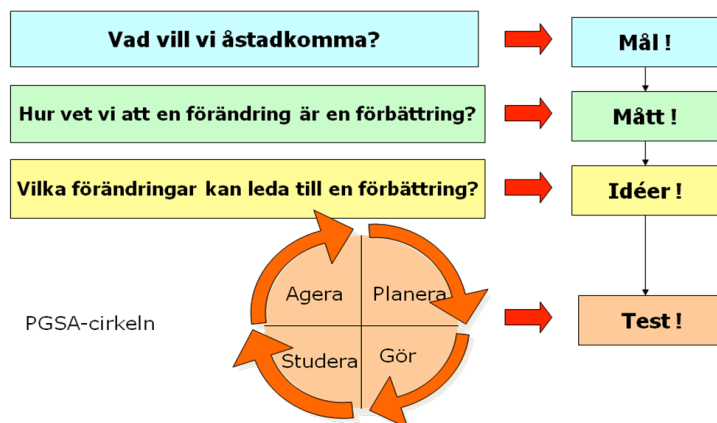 Vad vill vi åstadkomma?
Mål !
Hur vet vi att en förändring är en förbättring?
Mått !
Vilka förändringar kan leda till en förbättring?
Idéer !
Agera
Planera
PGSA-cirkeln
Test !
Studera
Gör